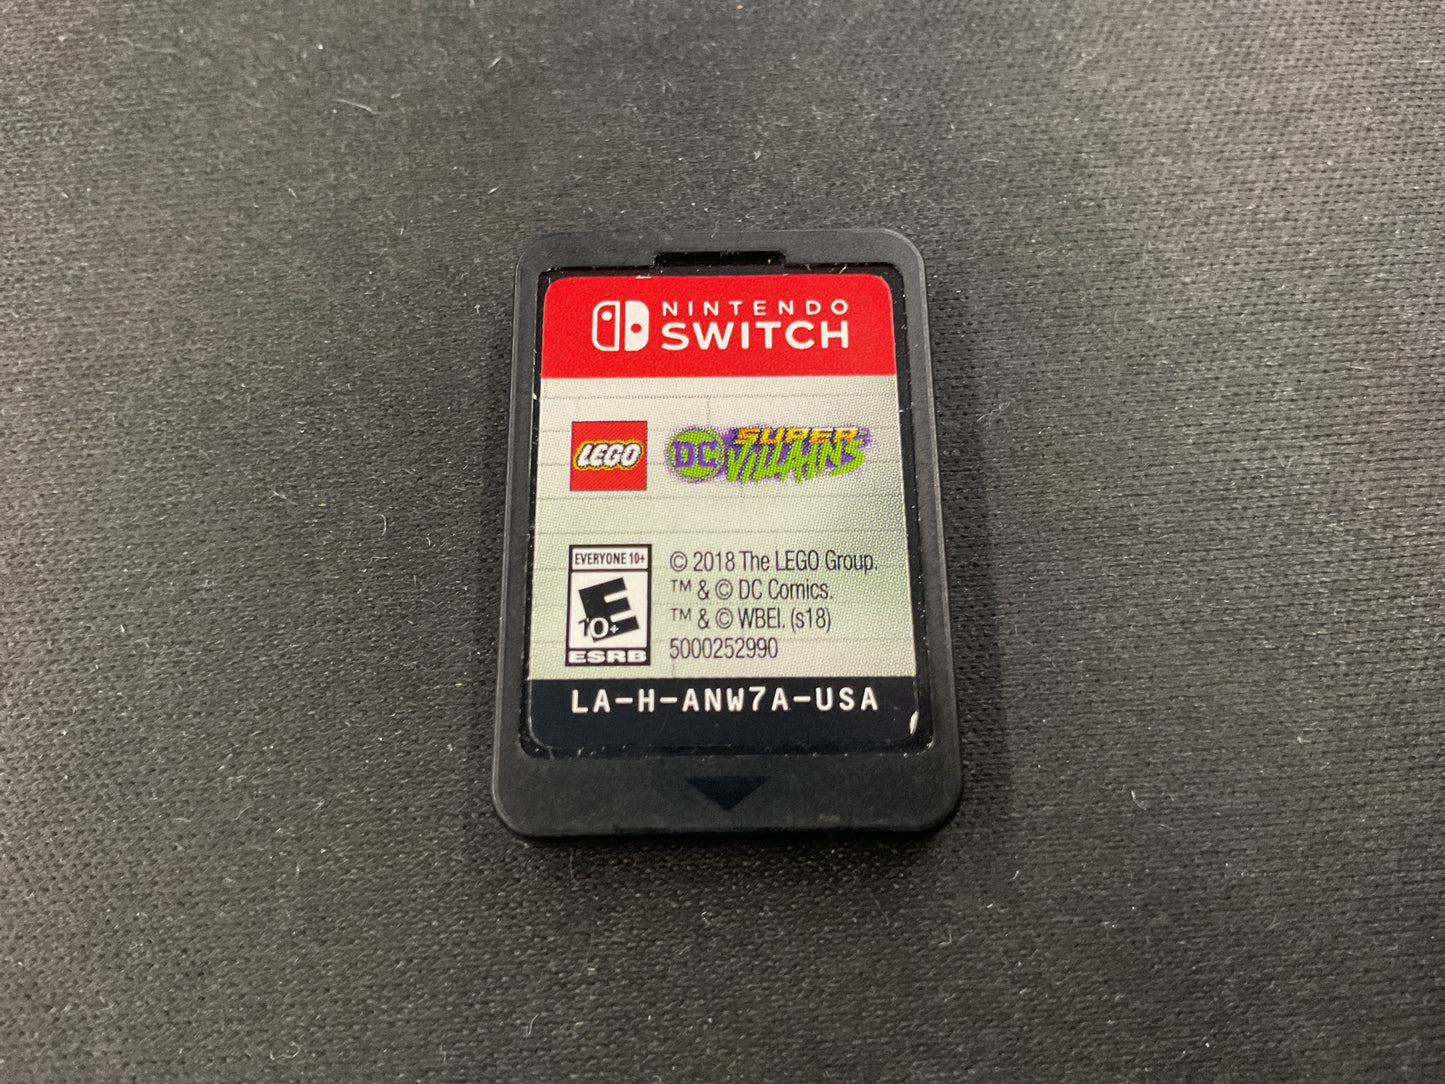 NINTENDO
SWITCH
LEGO DC SUPER
VILLAINS
EVERYONE 10+
E
10+
ESRB
© 2018 The LEGO Group.
™ & © DC Comics.
™ & © WBEI. (s18)
5000252990
LA-H-ANW7A-USA